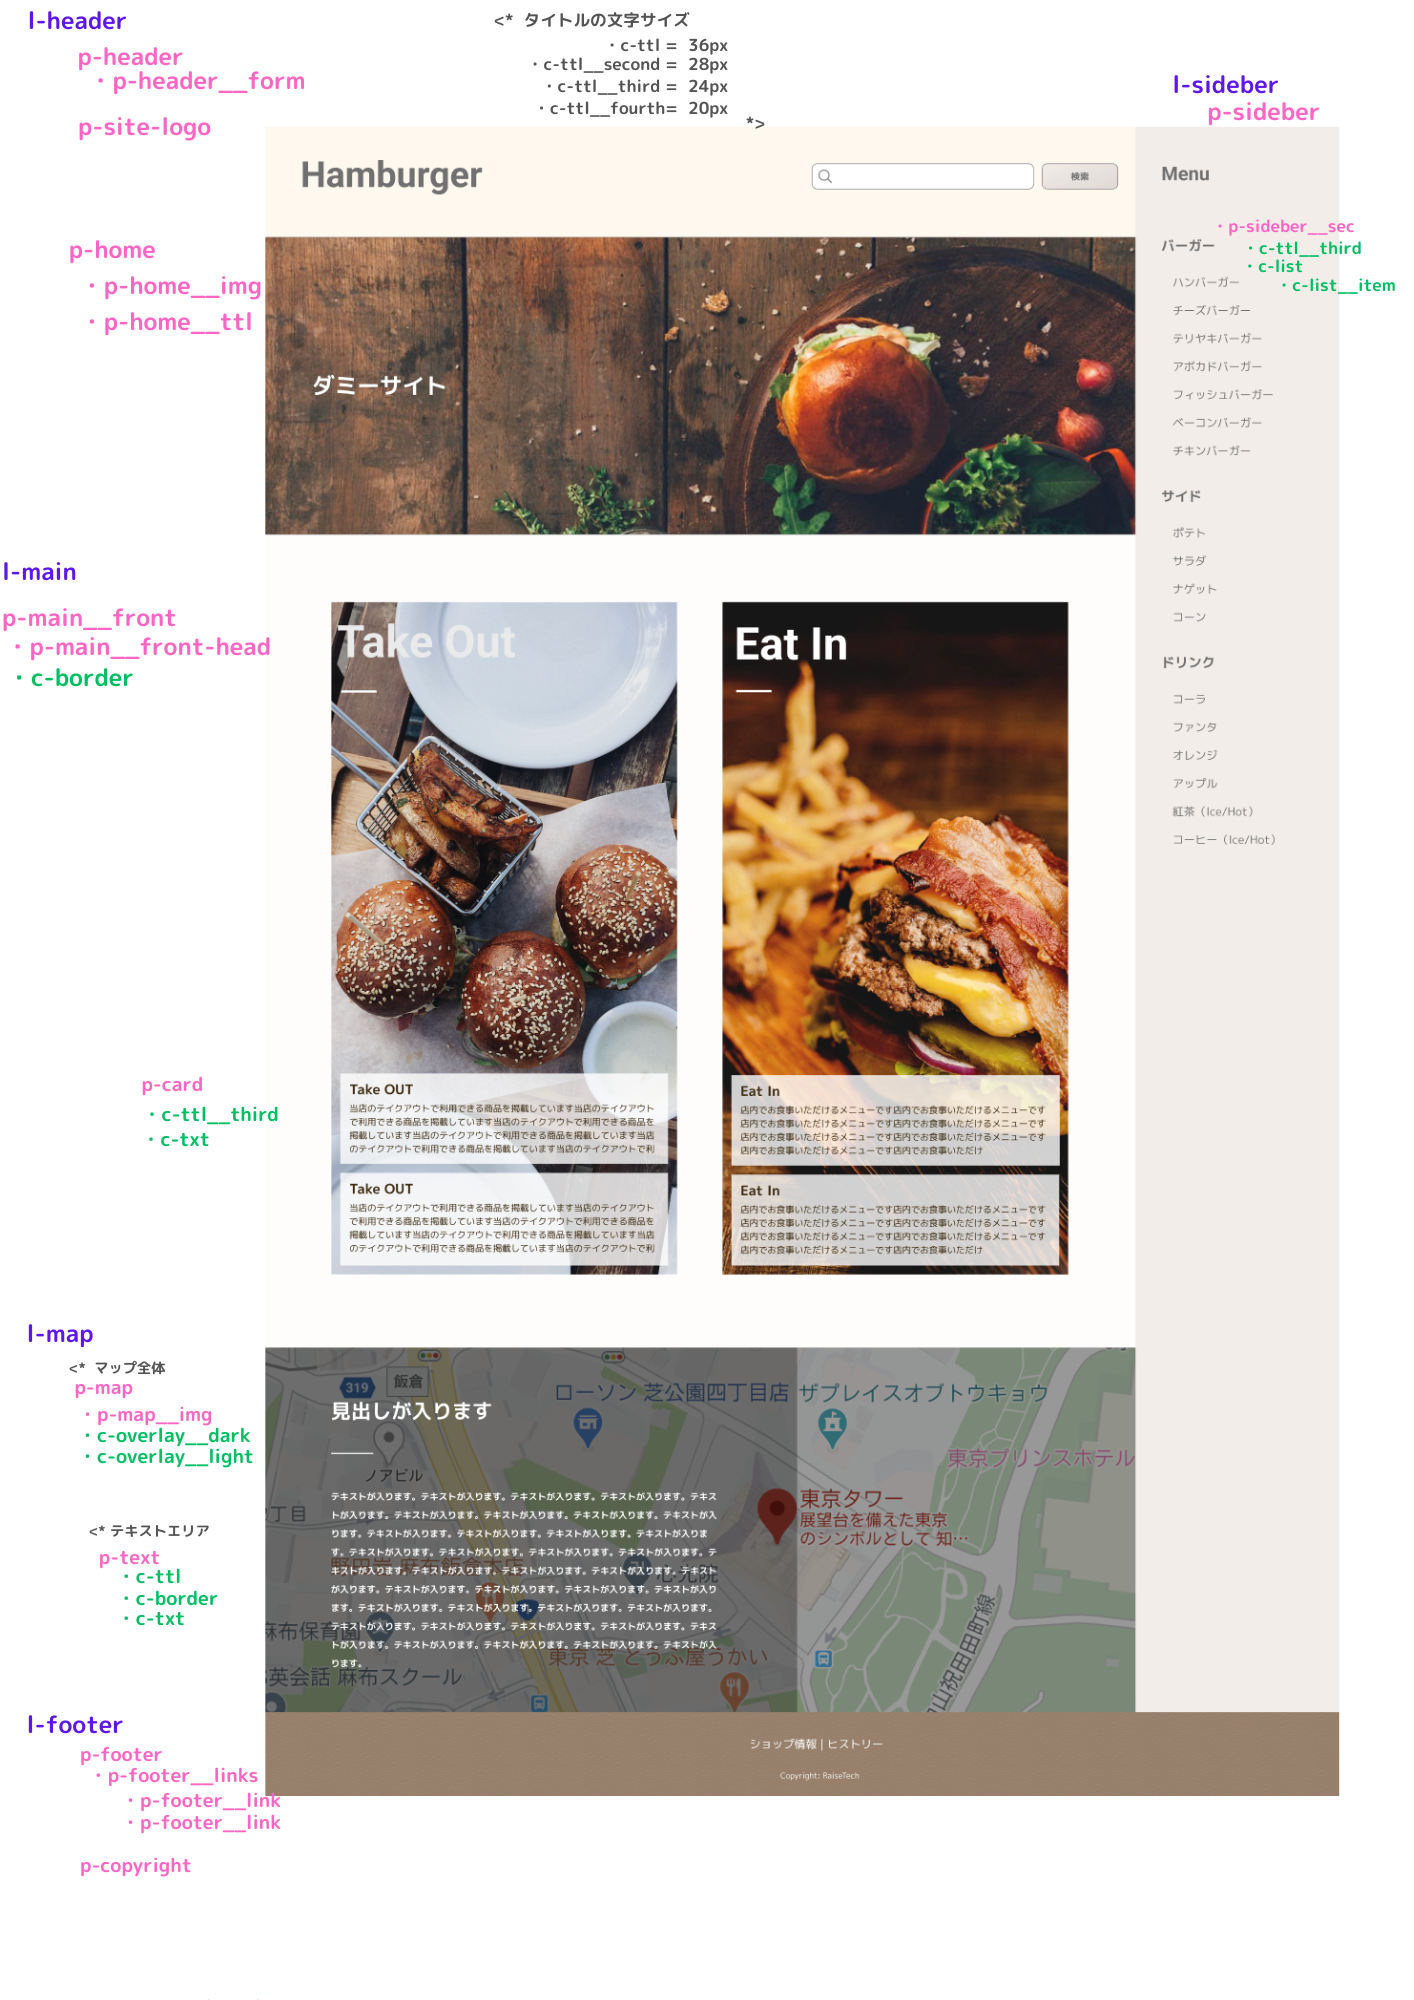 l-header
p-header
・p-header__form
p-site-logo
<* タイトルの文字サイズ
・c-ttl = 36px
・c-ttl__second = 28px
・c-ttl__third = 24px
・c-ttl__fourth= 20px
*>
l-sideber
p-sideber
Hamburger
検索
Menu
・p-sideber__sec
バーガー
・c-ttl__third
・c-list
・c-list__item
ハンバーガー
チーズバーガー
テリヤキバーガー
アボカドバーガー
フィッシュバーガー
ベーコンバーガー
チキンバーガー
サイド
ポテト
サラダ
ナゲット
コーン
ドリンク
コーラ
ファンタ
オレンジ
アップル
紅茶（Ice/Hot）
コーヒー（Ice/Hot）
p-home
・p-home__img
・p-home__ttl
ダミーサイト
l-main
p-main__front
・p-main__front-head
・c-border
Take Out
Eat In
p-card
・c-ttl__third
・c-txt
Take OUT
当店のテイクアウトで利用できる商品を掲載しています当店のテイクアウト
で利用できる商品を掲載しています当店のテイクアウトで利用できる商品を
掲載しています当店のテイクアウトで利用できる商品を掲載しています当店
のテイクアウトで利用できる商品を掲載しています当店のテイクアウトで利
Take OUT
当店のテイクアウトで利用できる商品を掲載しています当店のテイクアウト
で利用できる商品を掲載しています当店のテイクアウトで利用できる商品を
掲載しています当店のテイクアウトで利用できる商品を掲載しています当店
のテイクアウトで利用できる商品を掲載しています当店のテイクアウトで利
Eat In
店内でお食事いただけるメニューです店内でお食事いただけるメニューです
店内でお食事いただけるメニューです店内でお食事いただけるメニューです
店内でお食事いただけるメニューです店内でお食事いただけるメニューです
店内でお食事いただけるメニューです店内でお食事いただけ
Eat In
店内でお食事いただけるメニューです店内でお食事いただけるメニューです
店内でお食事いただけるメニューです店内でお食事いただけるメニューです
店内でお食事いただけるメニューです店内でお食事いただけるメニューです
店内でお食事いただけるメニューです店内でお食事いただけ
l-map
<* マップ全体
p-map
・p-map__img
・c-overlay__dark
・c-overlay__light
<* テキストエリア
p-text
・c-ttl
・c-border
・c-txt
319
飯倉
ローソン 芝公園四丁目店
ザプレイスオブトウキョウ
見出しが入ります
ノアビル
東京プリンスホテル
丁目
東京タワー
展望台を備えた東京
のシンボルとして 知…
テキストが入ります。テキストが入ります。テキストが入ります。テキストが入ります。テキス
トが入ります。テキストが入ります。テキストが入ります。テキストが入ります。テキストが入
ります。テキストが入ります。テキストが入ります。テキストが入ります。テキストが入りま
す。テキストが入ります。テキストが入ります。テキストが入ります。テキストが入ります。テ
キストが入ります。テキストが入ります。テキストが入ります。テキストが入ります。テキスト
が入ります。テキストが入ります。テキストが入ります。テキストが入ります。テキストが入り
ます。テキストが入ります。テキストが入ります。テキストが入ります。テキストが入ります。
テキストが入ります。テキストが入ります。テキストが入ります。テキストが入ります。テキス
トが入ります。テキストが入ります。テキストが入ります。テキストが入ります。テキストが入
ります。
野田岩 麻布飯倉本店
心光院
麻布保育園
東京 芝 とうふ屋うかい
英会話 麻布スクール
山祝田田町線
l-footer
p-footer
・p-footer__links
・p-footer__link
・p-footer__link
p-copyright
ショップ情報 | ヒストリー
Copyright: RaiseTech